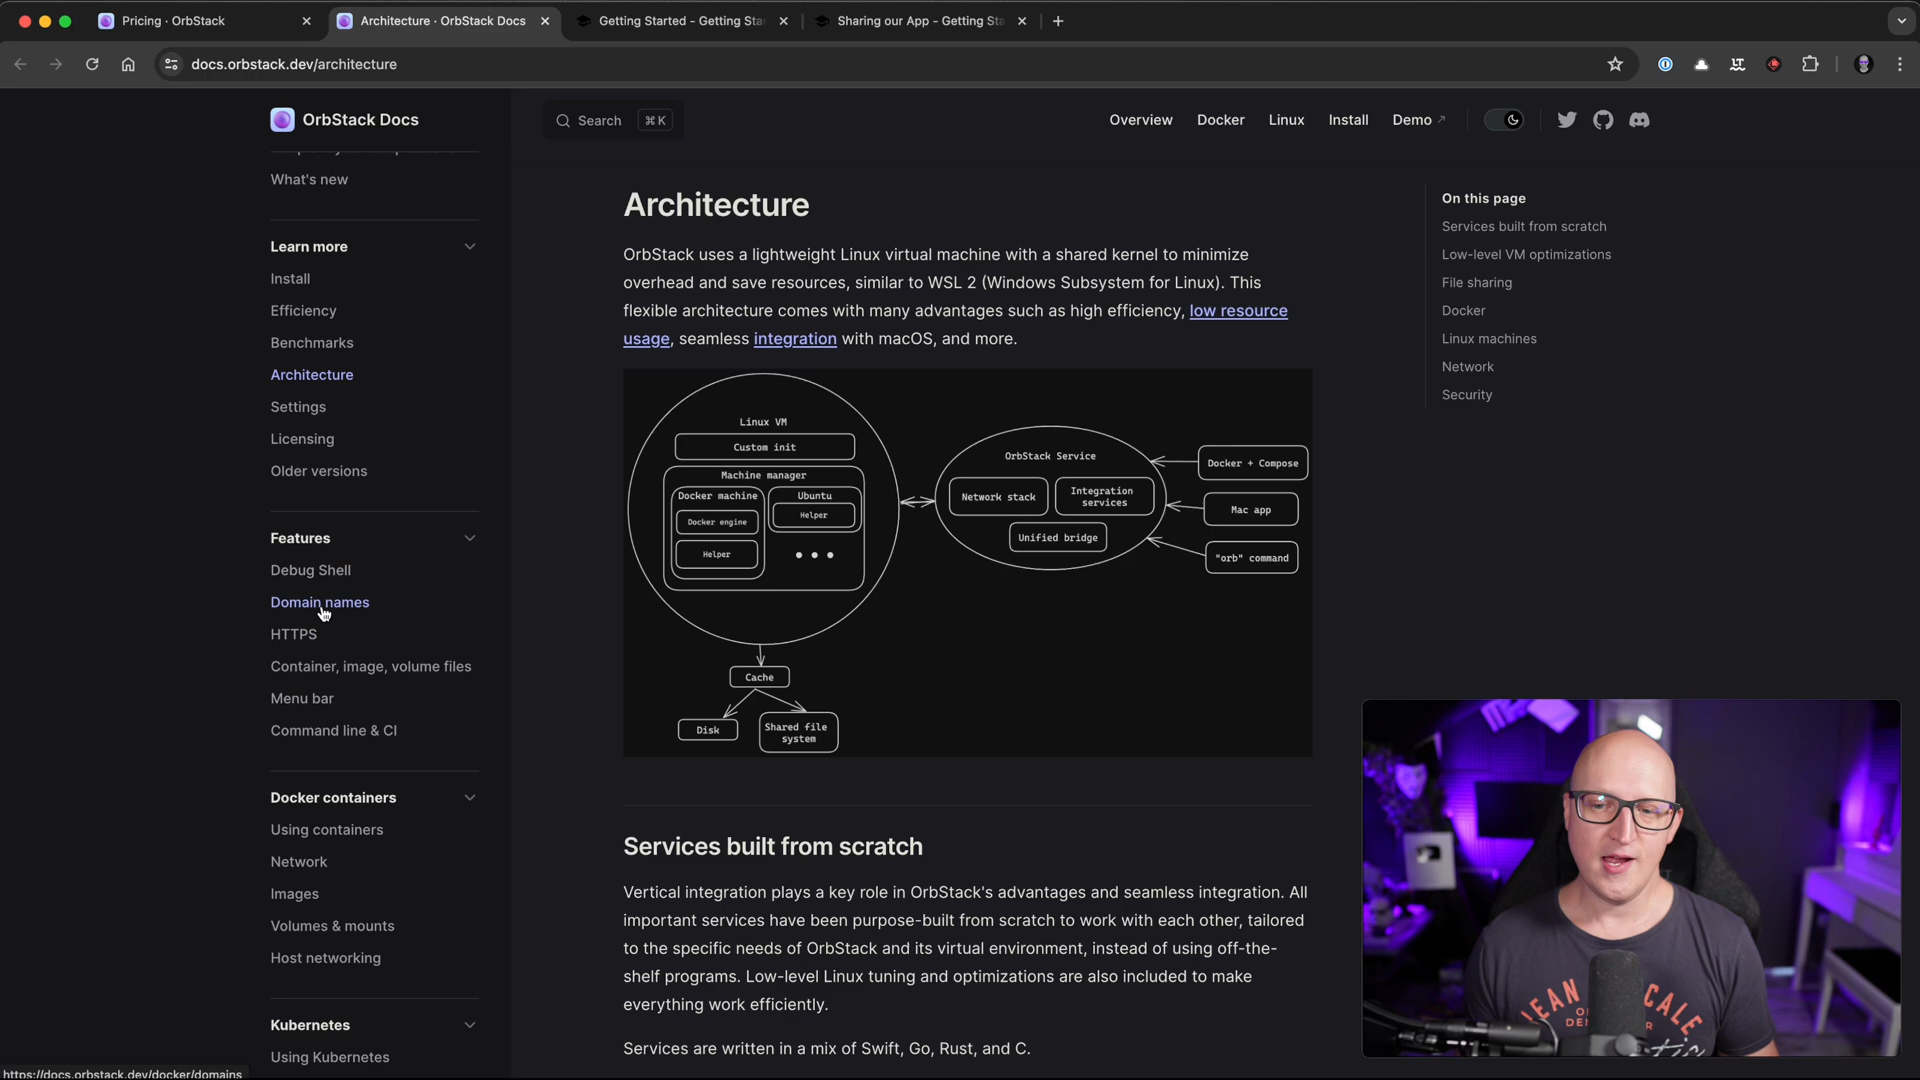 Pricing · OrbStack
Architecture · OrbStack Docs
Getting Started - Getting Star
Sharing our App - Getting Sta
docs.orbstack.dev/architecture
OrbStack Docs
Search ⌘ K
Overview
Docker
Linux
Install
Demo
What's new
Learn more
Install
Efficiency
Benchmarks
Architecture
Settings
Licensing
Older versions
Features
Debug Shell
Domain names
HTTPS
Container, image, volume files
Menu bar
Command line & CI
Docker containers
Using containers
Network
Images
Volumes & mounts
Host networking
Kubernetes
Using Kubernetes
https://docs.orbstack.dev/docker/domains
Architecture
OrbStack uses a lightweight Linux virtual machine with a shared kernel to minimize
overhead and save resources, similar to WSL 2 (Windows Subsystem for Linux). This
flexible architecture comes with many advantages such as high efficiency, low resource
usage, seamless integration with macOS, and more.
Linux VM
Custom init
Machine manager
Docker machine
Docker engine
Helper
Ubuntu
Helper
OrbStack Service
Network stack
Integration
services
Unified bridge
Docker + Compose
Mac app
"orb" command
Cache
Disk
Shared file
system
Services built from scratch
Vertical integration plays a key role in OrbStack's advantages and seamless integration. All
important services have been purpose-built from scratch to work with each other, tailored
to the specific needs of OrbStack and its virtual environment, instead of using off-the-
shelf programs. Low-level Linux tuning and optimizations are also included to make
everything work efficiently.
Services are written in a mix of Swift, Go, Rust, and C.
On this page
Services built from scratch
Low-level VM optimizations
File sharing
Docker
Linux machines
Network
Security